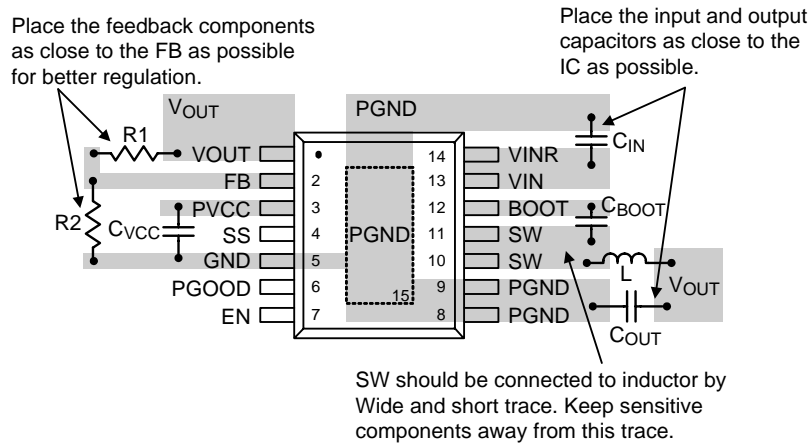 Place the feedback components
as close to the FB as possible
for better regulation.
Place the input and output
capacitors as close to the
IC as possible.
VOUT
PGND
R1
CIN
VOUT
14 VINR
FB 2
13 VIN
PVCC 3
12 BOOT
CBOOT
R2
CVCC
SS 4
PGND
11 SW
GND 5
10 SW
L
VOUT
PGOOD 6
15
9 PGND
EN 7
8 PGND
COUT
SW should be connected to inductor by
Wide and short trace. Keep sensitive
components away from this trace.